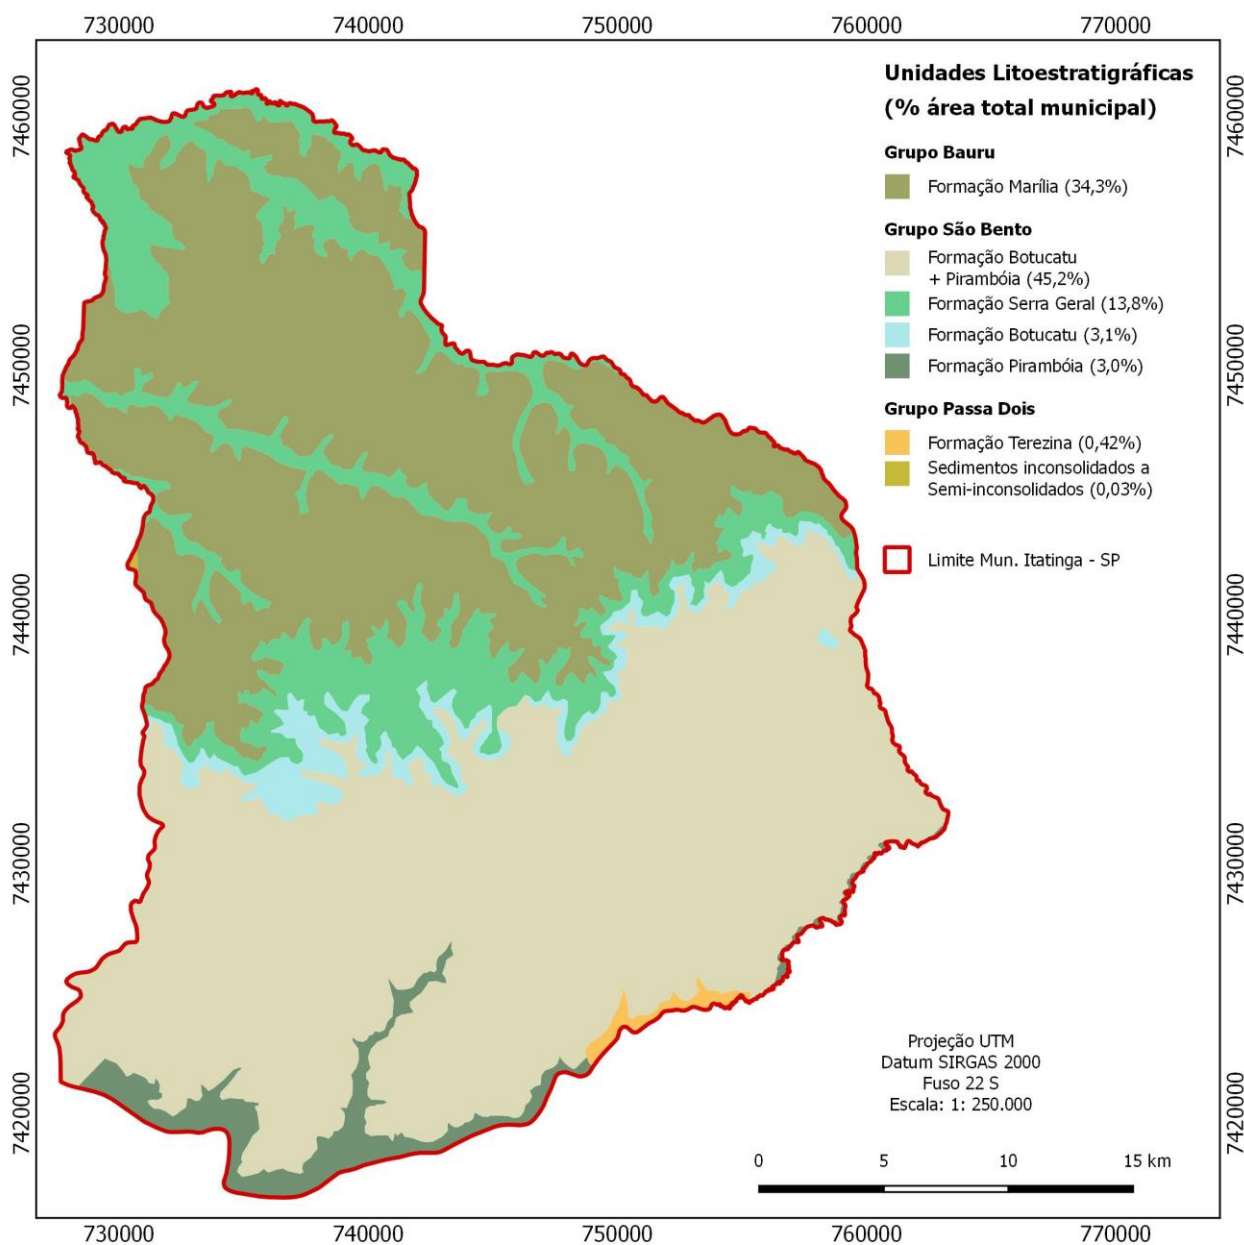 730000 740000 750000 760000 770000
7460000
7450000
7440000
7430000
7420000
Unidades Litoestratigráficas
(% área total municipal)
Grupo Bauru
Formação Marília (34,3%)
Grupo São Bento
Formação Botucatu
+ Pirambóia (45,2%)
Formação Serra Geral (13,8%)
Formação Botucatu (3,1%)
Formação Pirambóia (3,0%)
Grupo Passa Dois
Formação Terezina (0,42%)
Sedimentos inconsolidados a
Semi-inconsolidados (0,03%)
Limite Mun. Itatinga - SP
Projeção UTM
Datum SIRGAS 2000
Fuso 22 S
Escala: 1: 250.000
0 5 10 15 km
7460000
7450000
7440000
7430000
7420000
730000 740000 750000 760000 770000